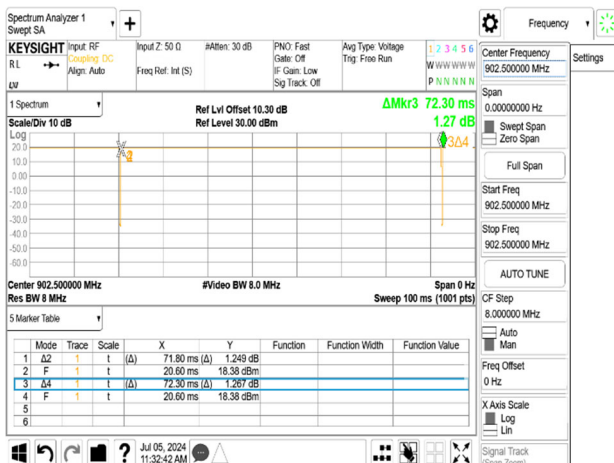 Spectrum Analyzer 1
Swept SA
Frequency
KEYSIGHT
Input: RF
Coupling: DC
Align: Auto
Input Z: 50 Ω
Freq Ref: Int (S)
#Atten: 30 dB
PNO: Fast
Gate: Off
IF Gain: Low
Sig Track: Off
Avg Type: Voltage
Trig: Free Run
1 2 3 4 5 6
W W W W W W
P N N N N N
RL
LXI
1 Spectrum
Scale/Div 10 dB
Ref Lvl Offset 10.30 dB
Ref Level 30.00 dBm
ΔMkr3 72.30 ms
1.27 dB
Log
20.0
10.0
0.00
-10.0
-20.0
-30.0
-40.0
-50.0
-60.0
3Δ4
Center 902.500000 MHz
#Video BW 8.0 MHz
Span 0 Hz
Res BW 8 MHz
Sweep 100 ms (1001 pts)
5 Marker Table
Mode Trace Scale X Y Function Function Width Function Value
1 Δ2 1 t (Δ) 71.80 ms (Δ) 1.249 dB
2 F 1 t 20.60 ms 18.38 dBm
3 Δ4 1 t (Δ) 72.30 ms (Δ) 1.267 dB
4 F 1 t 20.60 ms 18.38 dBm
5
6
Jul 05, 2024
11:32:42 AM
Center Frequency
902.500000 MHz
Settings
Span
0.00000000 Hz
Swept Span
Zero Span
Full Span
Start Freq
902.500000 MHz
Stop Freq
902.500000 MHz
AUTO TUNE
CF Step
8.000000 MHz
Auto
Man
Freq Offset
0 Hz
X Axis Scale
Log
Lin
Signal Track
(Span Zoom)